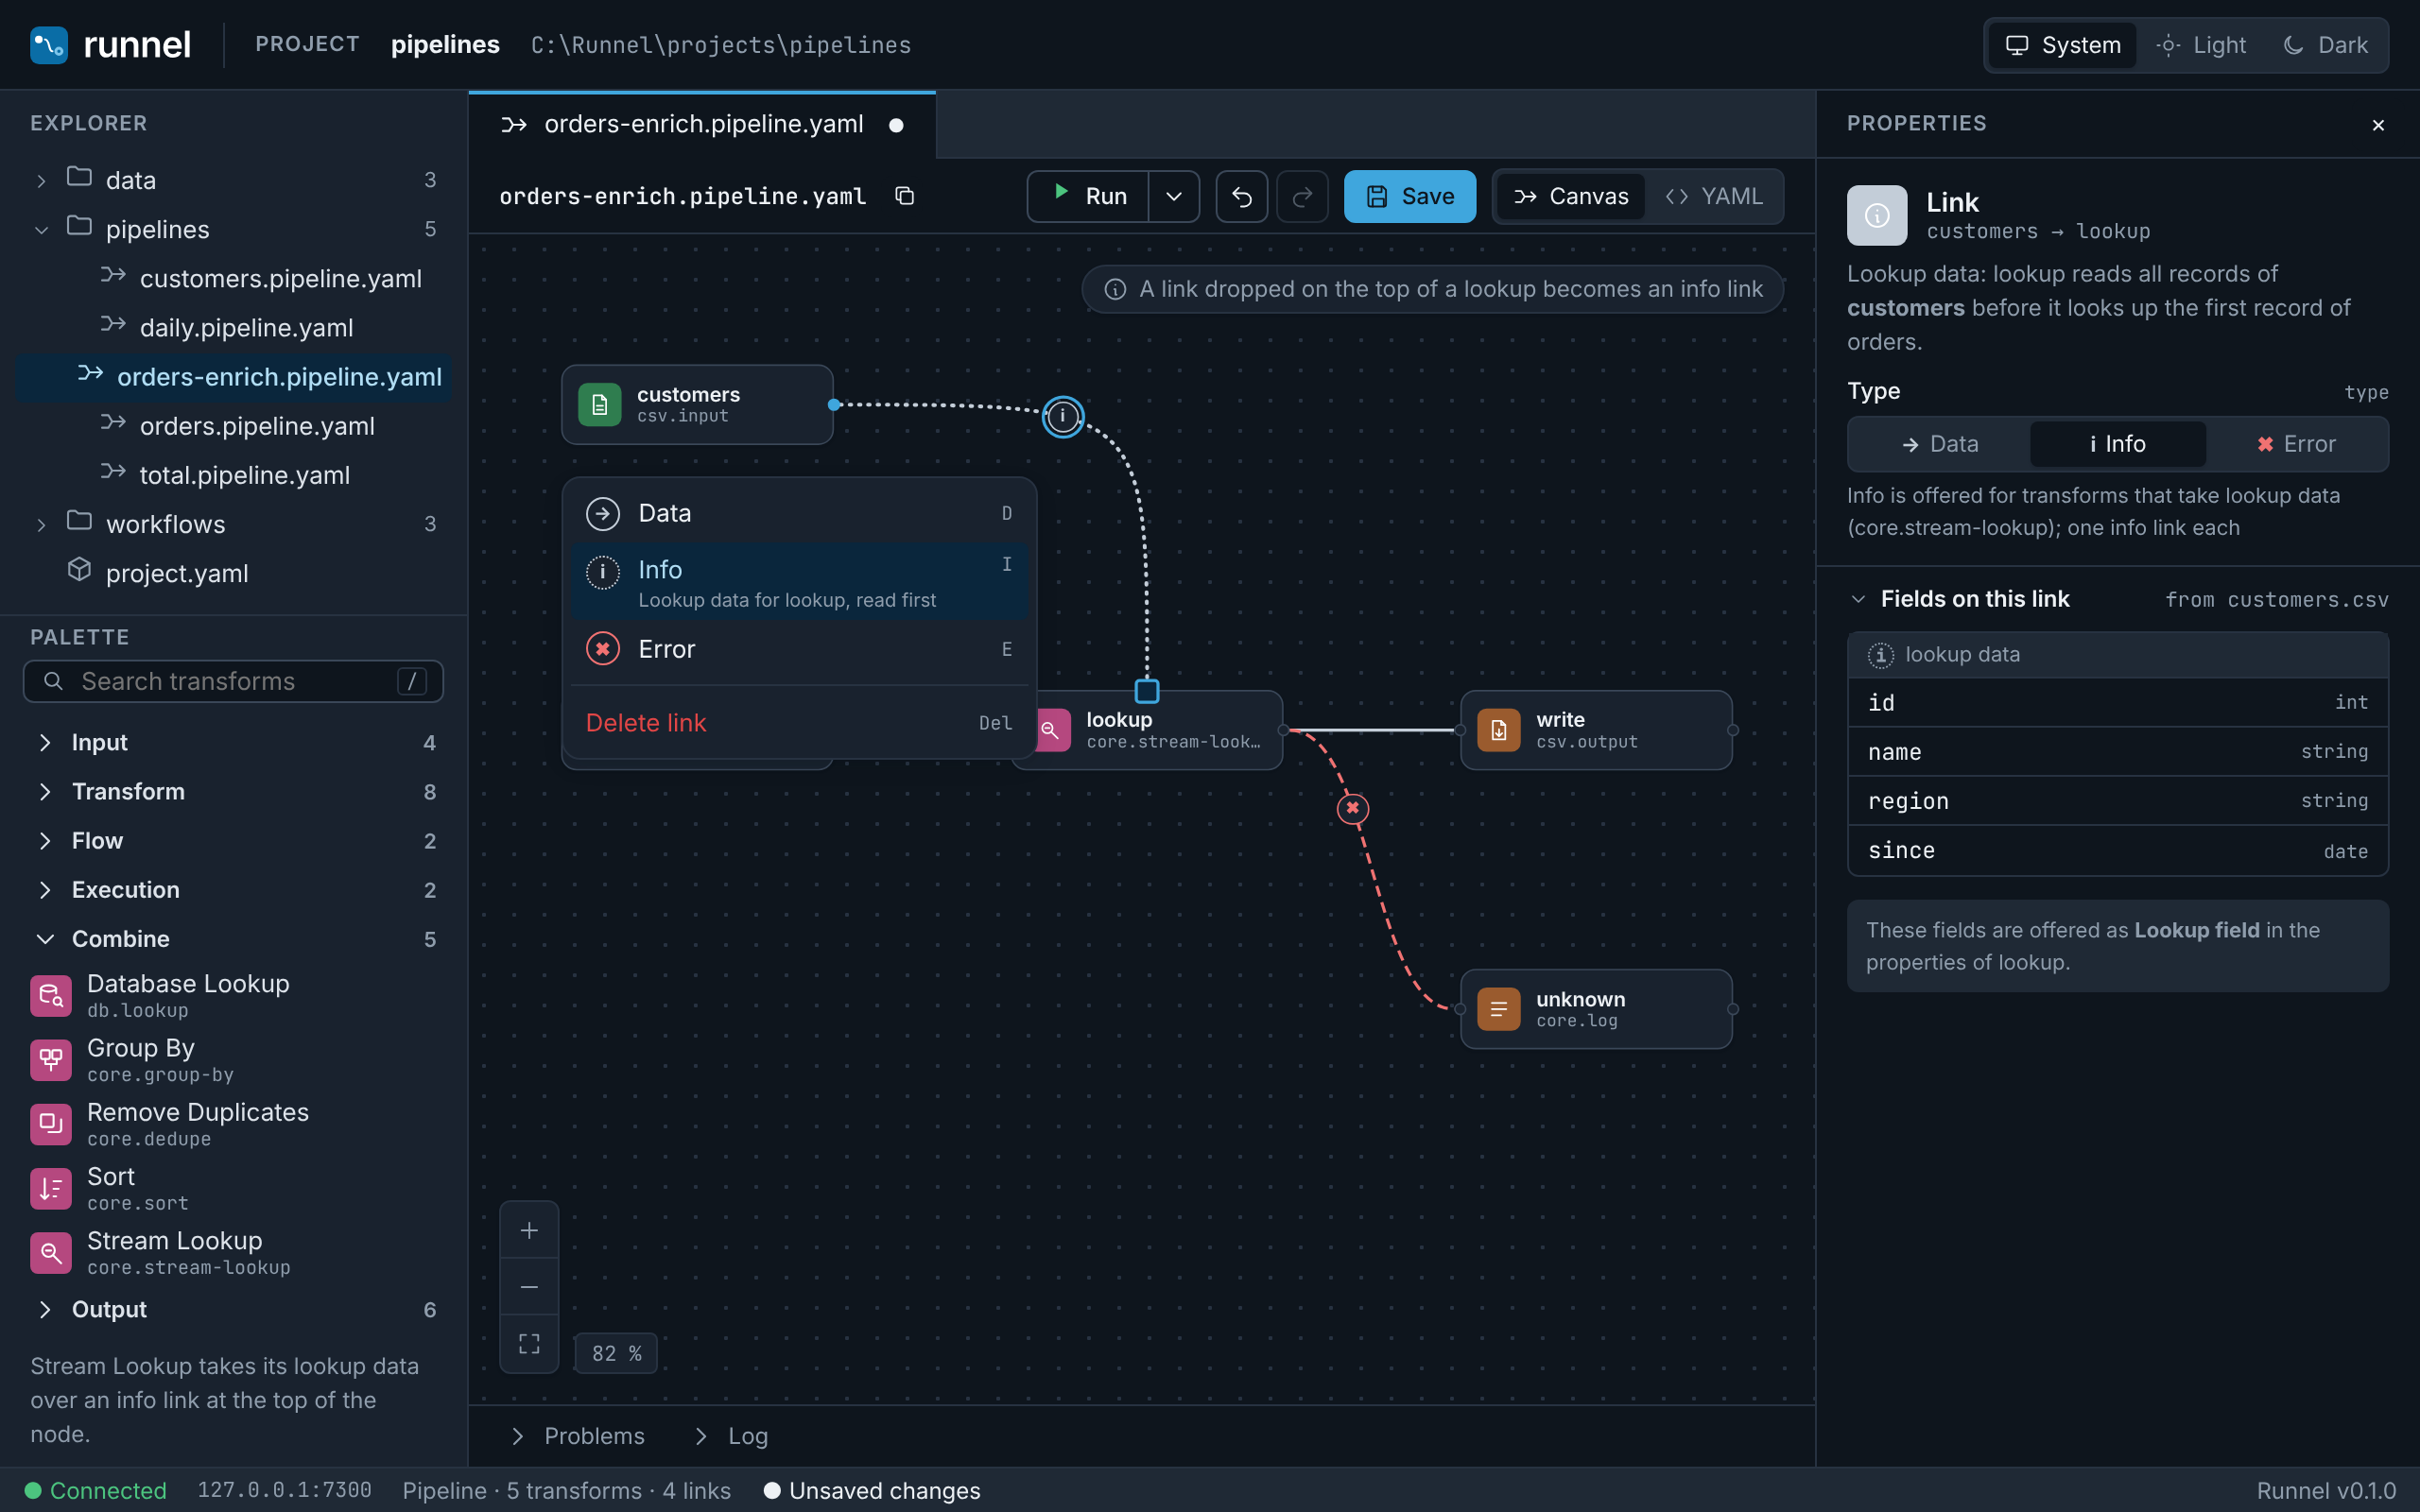 runnel
PROJECT pipelines C:\Runnel\projects\pipelines
System Light Dark
EXPLORER
data 3
pipelines 5
customers.pipeline.yaml
daily.pipeline.yaml
orders-enrich.pipeline.yaml
orders.pipeline.yaml
total.pipeline.yaml
workflows 3
project.yaml
PALETTE
Search transforms /
Input 4
Transform 8
Flow 2
Execution 2
Combine 5
Database Lookup
db.lookup
Group By
core.group-by
Remove Duplicates
core.dedupe
Sort
core.sort
Stream Lookup
core.stream-lookup
Output 6
Stream Lookup takes its lookup data
over an info link at the top of the
node.
orders-enrich.pipeline.yaml
orders-enrich.pipeline.yaml
Run
Save
Canvas YAML
A link dropped on the top of a lookup becomes an info link
customers
csv.input
i
Data D
i Info I
Lookup data for lookup, read first
Error E
Delete link Del
lookup
core.stream-look…
write
csv.output
unknown
core.log
82 %
Problems Log
PROPERTIES
Link
customers → lookup
Lookup data: lookup reads all records of
customers before it looks up the first record of
orders.
Type type
→ Data i Info ✖ Error
Info is offered for transforms that take lookup data
(core.stream-lookup); one info link each
Fields on this link from customers.csv
i lookup data
id int
name string
region string
since date
These fields are offered as Lookup field in the
properties of lookup.
Connected 127.0.0.1:7300 Pipeline · 5 transforms · 4 links Unsaved changes
Runnel v0.1.0